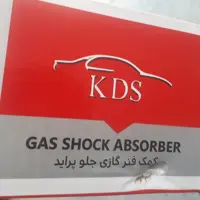 KDS
GAS SHOCK ABSORBER
کمک فنر گازی جلو پراید